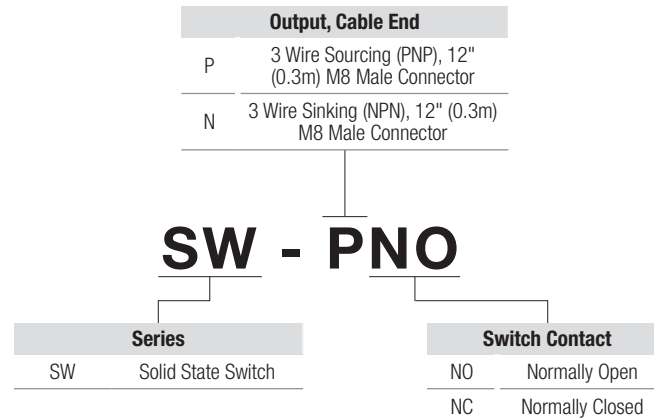 Output, Cable End
P
3 Wire Sourcing (PNP), 12"
(0.3m) M8 Male Connector
N
3 Wire Sinking (NPN), 12" (0.3m)
M8 Male Connector
SW - PNO
Series
SW Solid State Switch
Switch Contact
NO Normally Open
NC Normally Closed